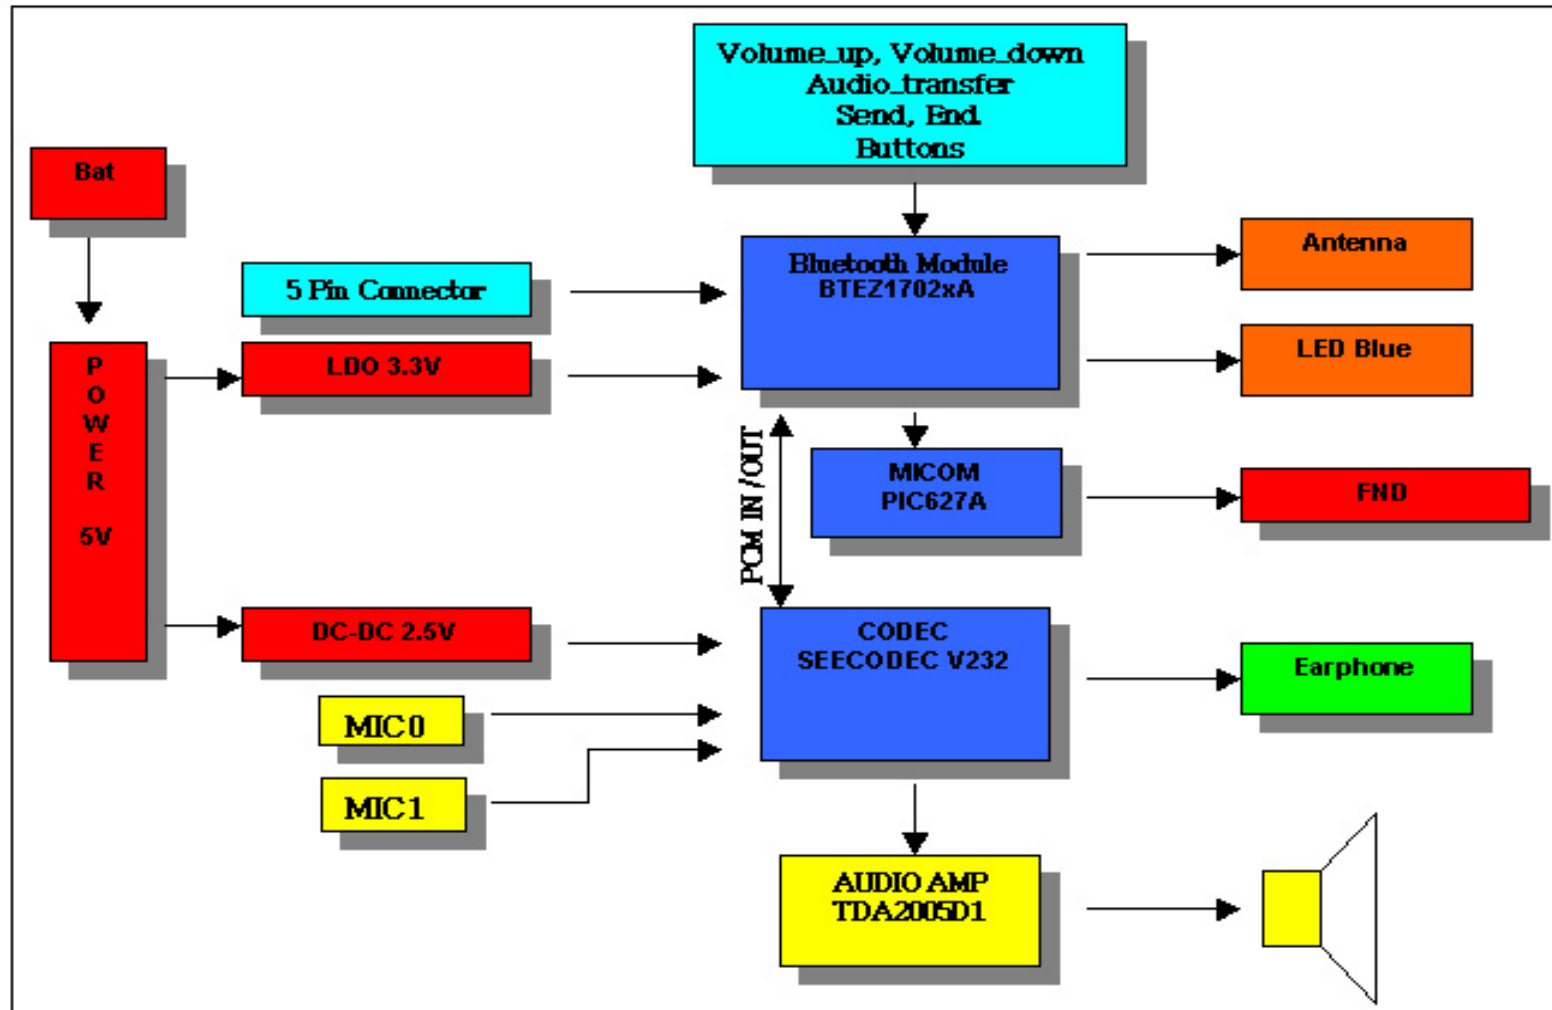 Volume_up, Volume_down
Audio_transfer
Send, End.
Buttons
Bat
Antenna
Bluetooth Module
BTEZ1702xA
5 Pin Connector
LED Blue
LDO 3.3V
POWER
5V
PCM IN/OUT
MICOM
PIC627A
FND
DC-DC 2.5V
CODEC
SEECODEC V232
Earphone
MIC0
MIC1
AUDIO AMP
TDA2005D1